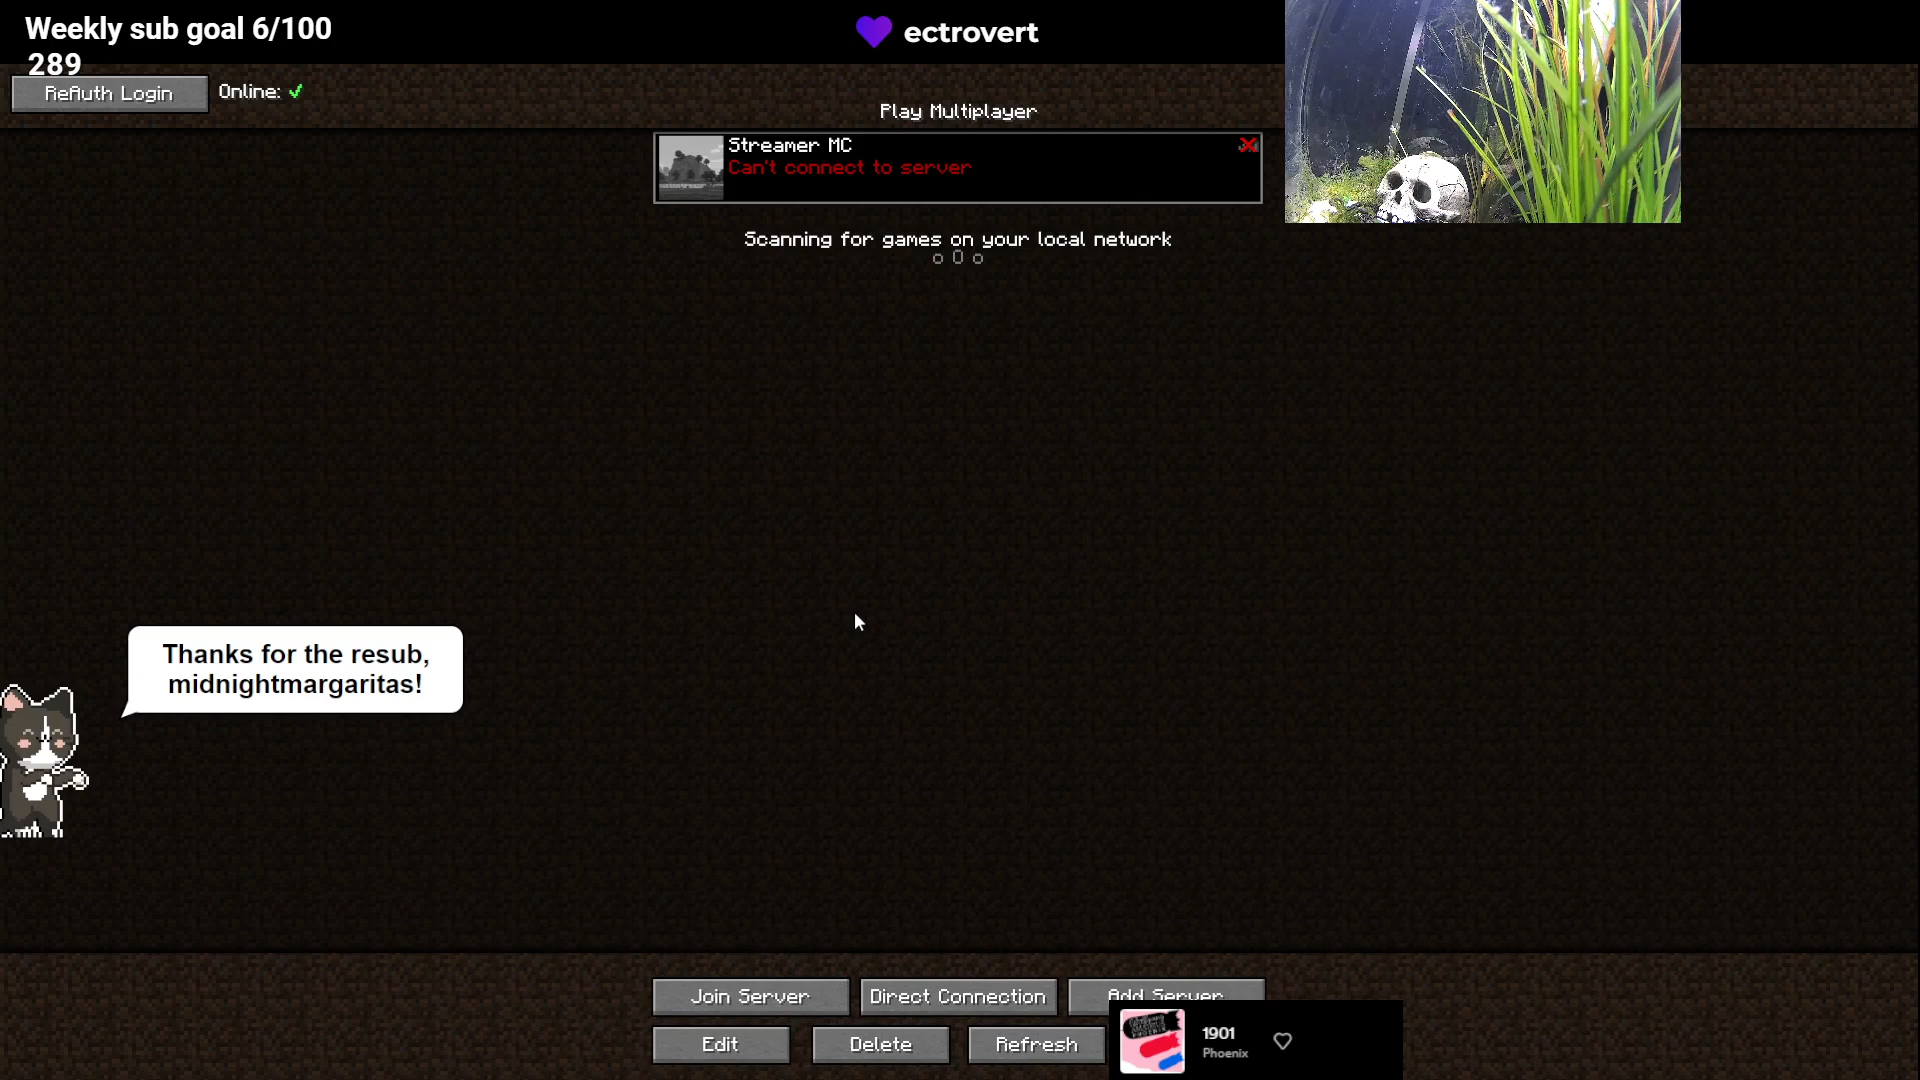 Weekly sub goal 6/100
289
ectrovert
ReAuth Login
Online: ✓
Play Multiplayer
Streamer MC
Can't connect to server
Scanning for games on your local network
Thanks for the resub,
midnightmargaritas!
Join Server
Direct Connection
Add Server
Edit
Delete
Refresh
1901
Phoenix